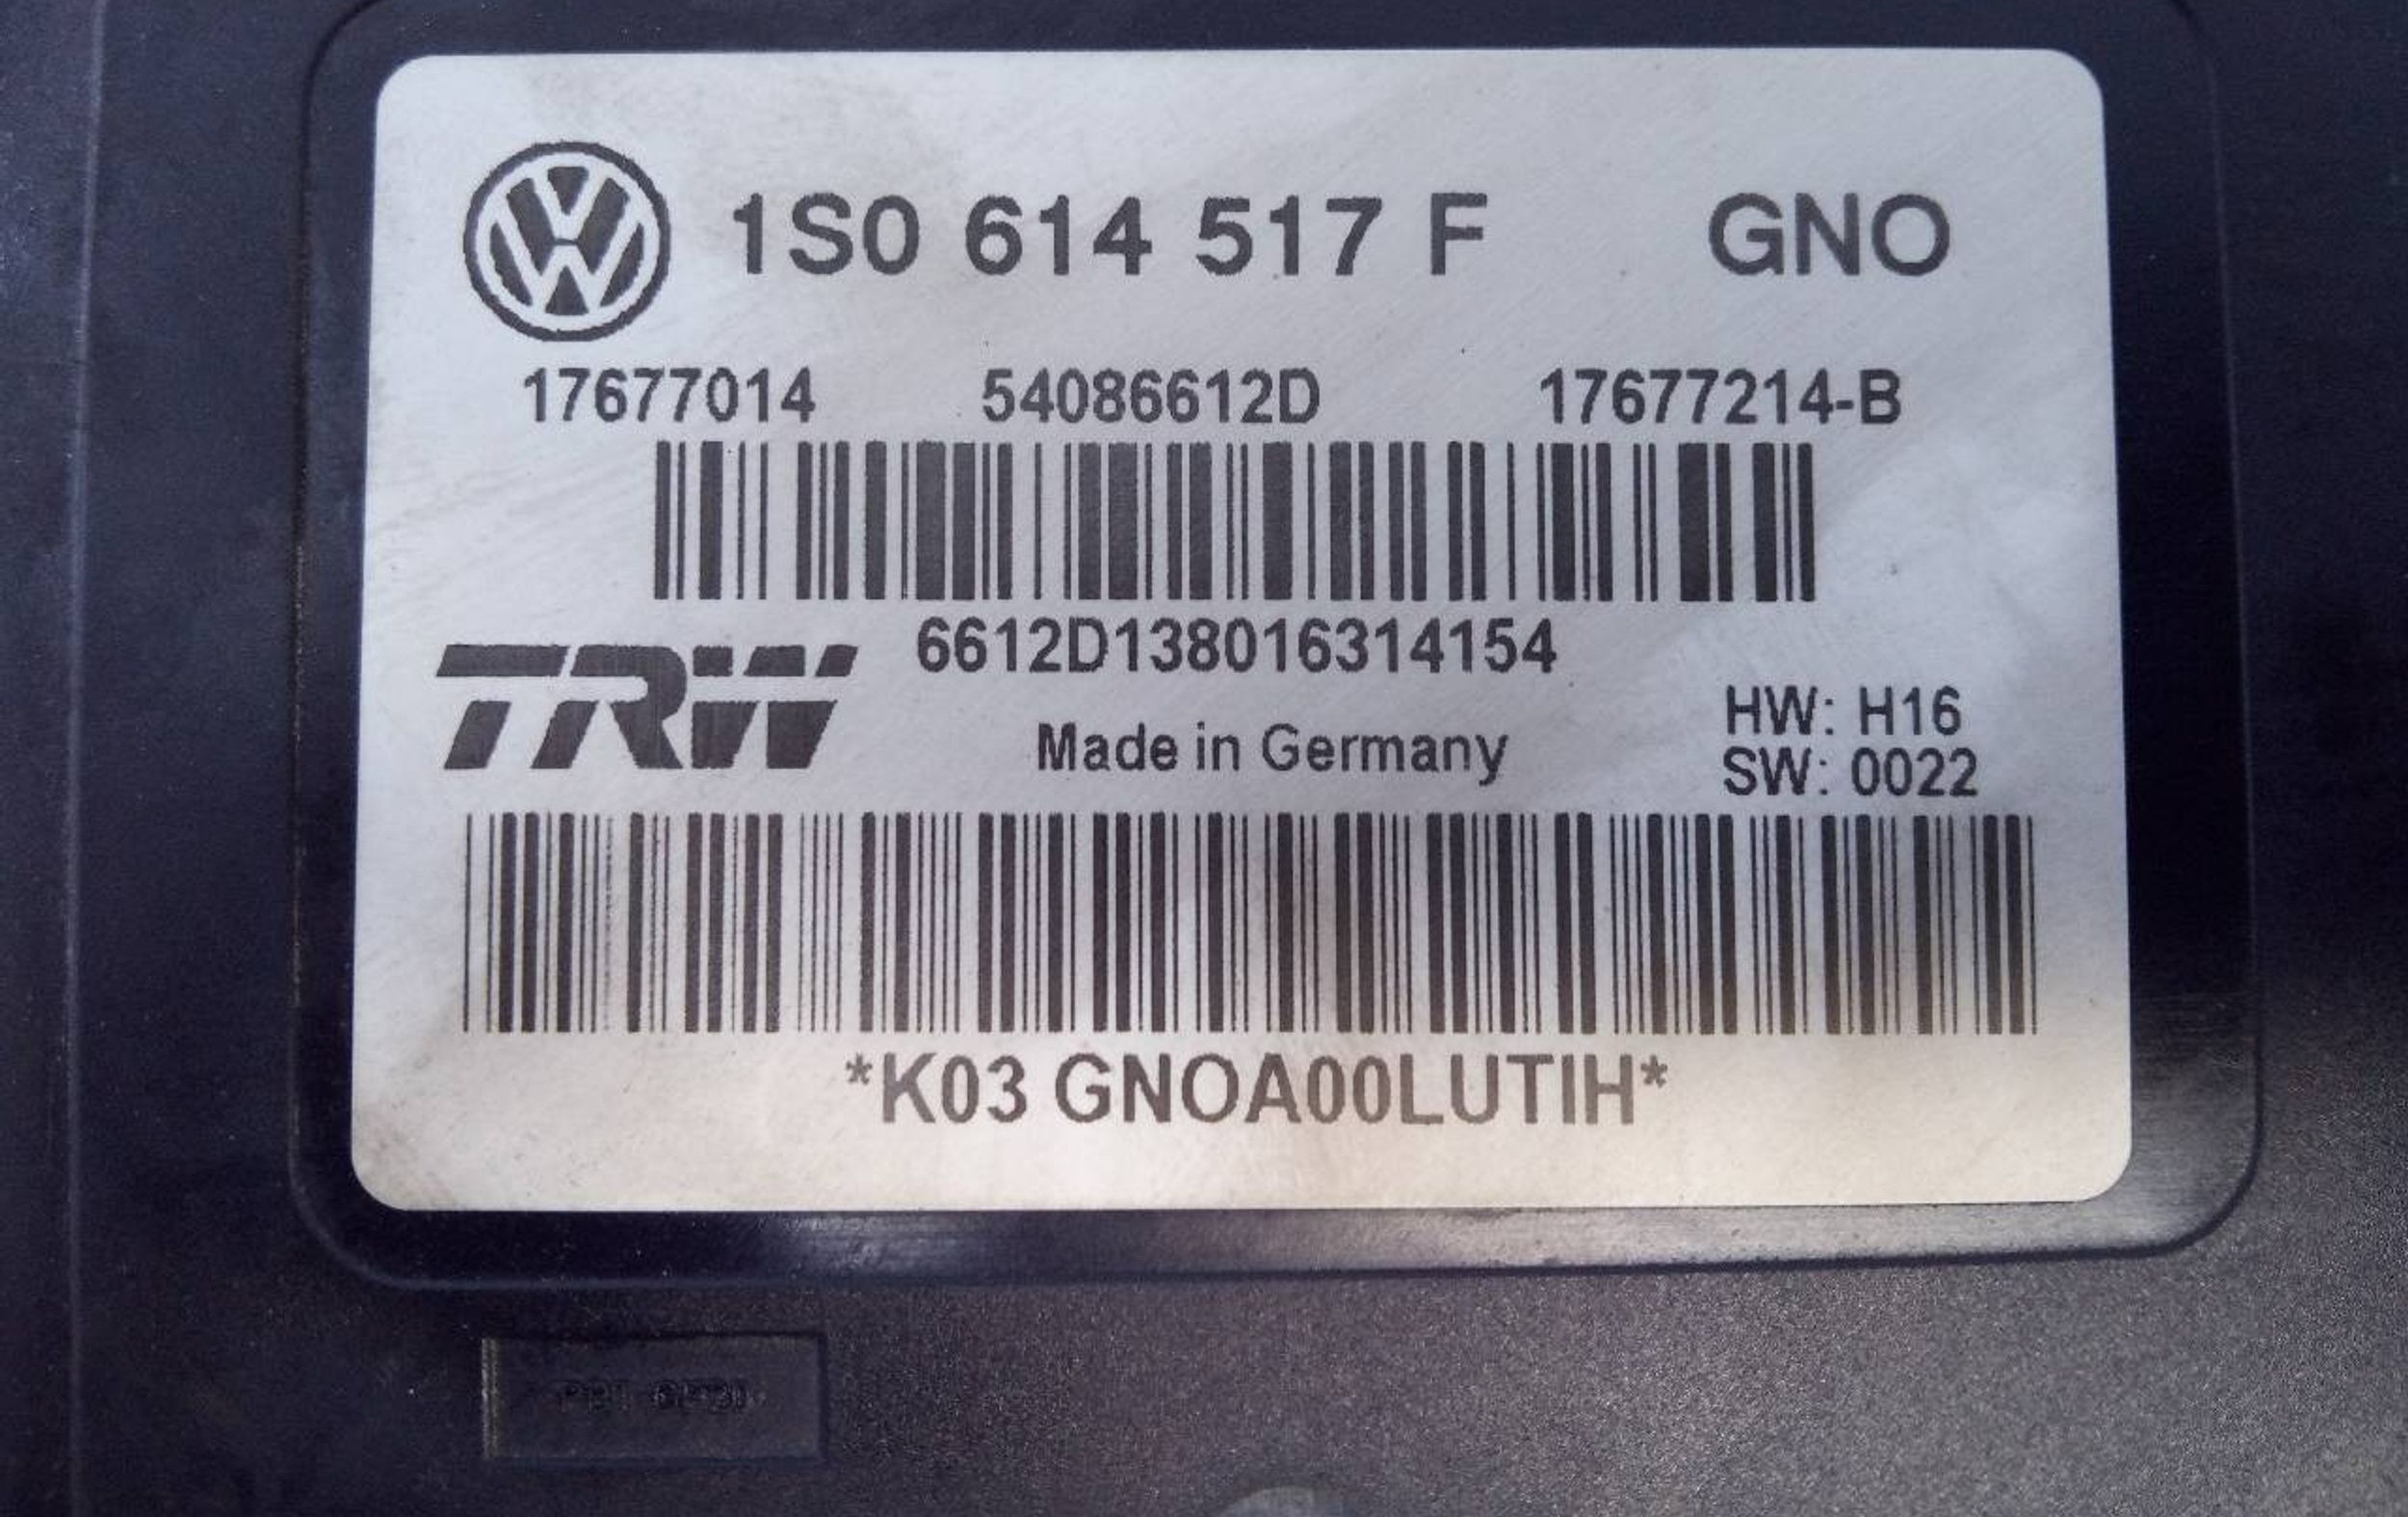 1S0 614 517 F GNO
17677014 54086612D 17677214-B
6612D138016314154
TRW
HW: H16
Made in Germany
SW: 0022
*K03 GNOA00LUTIH*